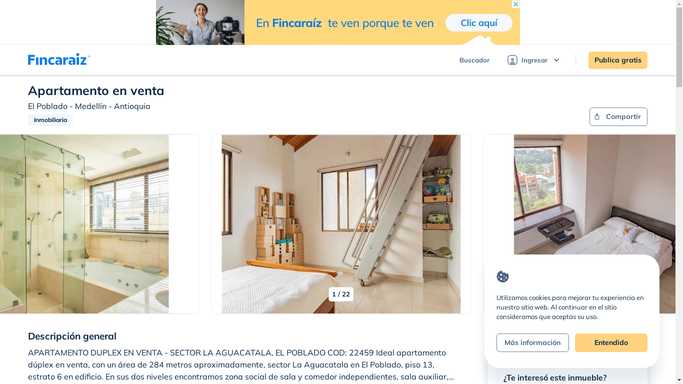 En Fincaraíz te ven porque te ven
Clic aquí
Fincaraíz
Buscador
Ingresar
Publica gratis
Apartamento en venta
El Poblado - Medellín - Antioquia
Inmobiliaria
Compartir
1 / 22
Utilizamos cookies para mejorar tu experiencia en
nuestro sitio web. Al continuar en el sitio
consideramos que aceptas su uso.
Más información
Entendido
Descripción general
APARTAMENTO DUPLEX EN VENTA - SECTOR LA AGUACATALA, EL POBLADO COD: 22459 Ideal apartamento
dúplex en venta, con un área de 284 metros aproximadamente, sector La Aguacatala en El Poblado, piso 13,
estrato 6 en edificio. En sus dos niveles encontramos zona social de sala y comedor independientes, sala auxiliar,...
¿Te interesó este inmueble?